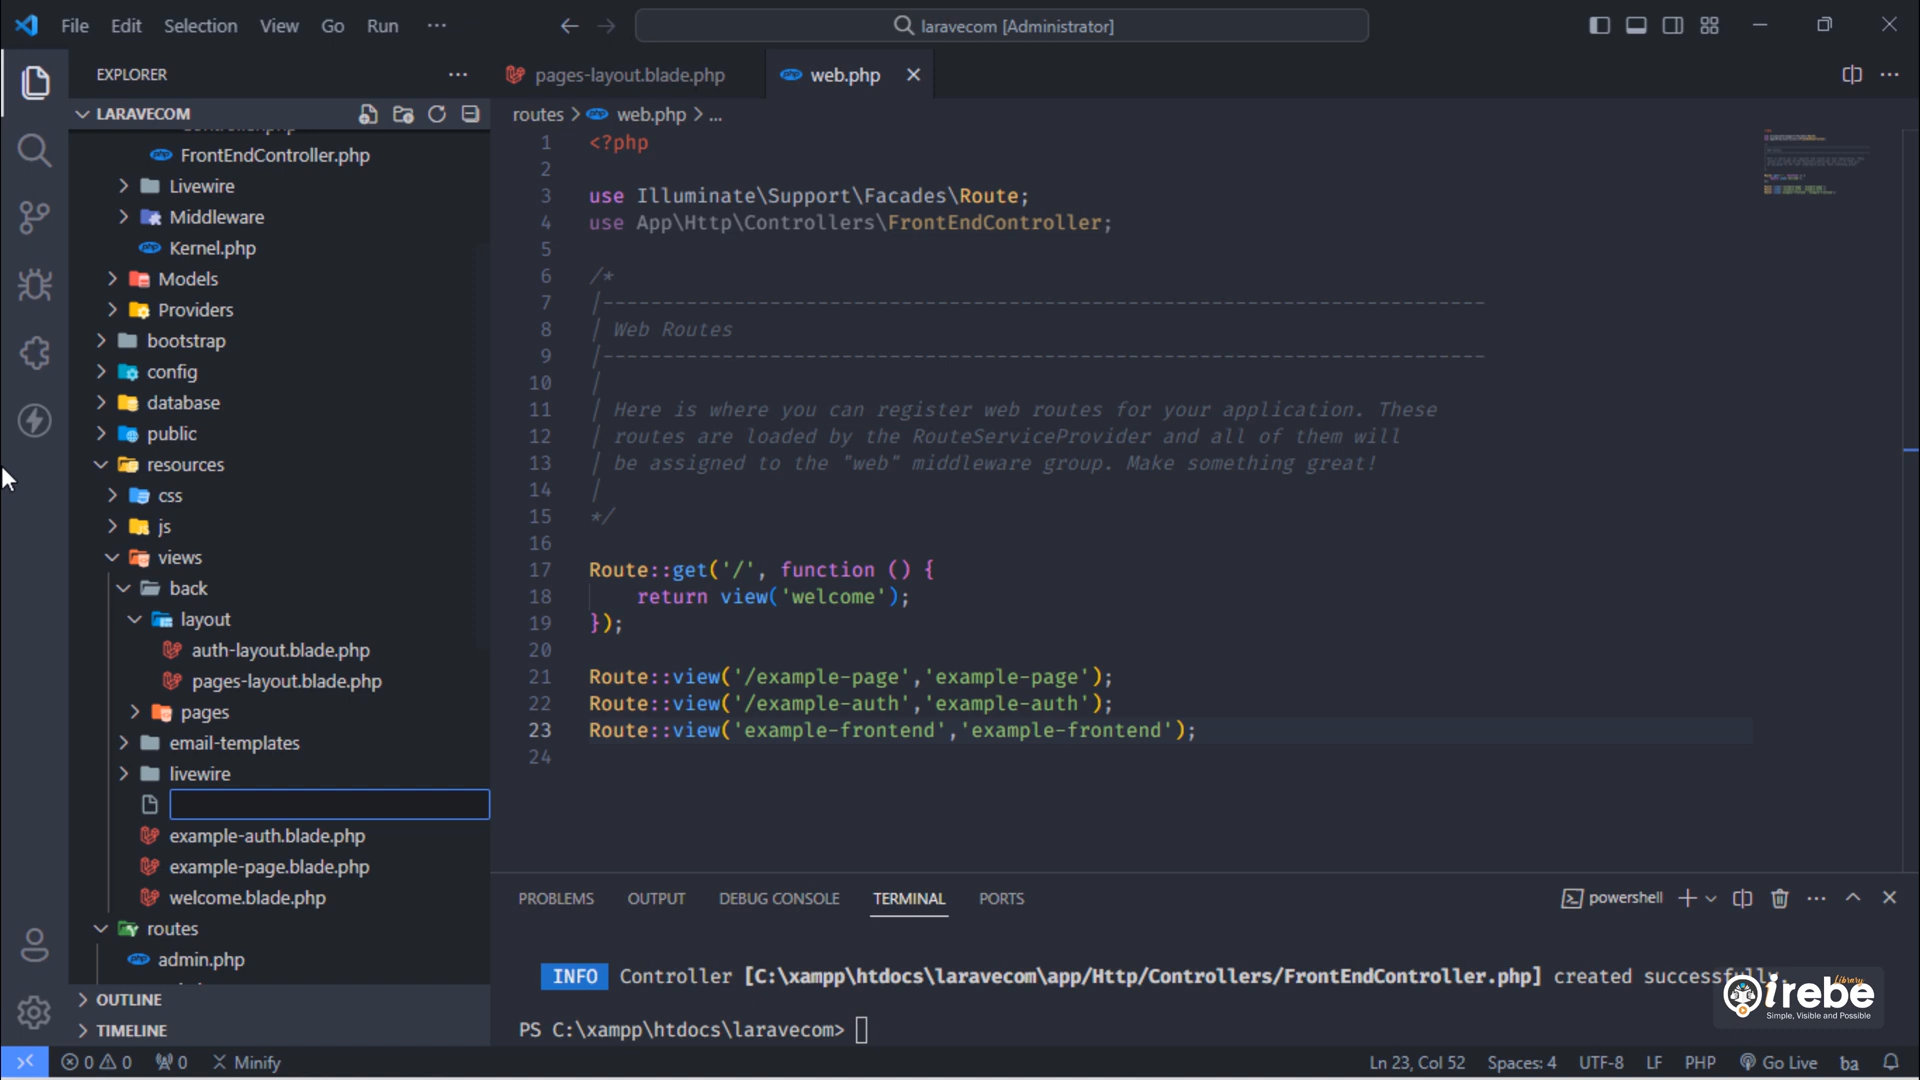 File Edit Selection View Go Run ···
laravecom [Administrator]
EXPLORER ···
LARAVECOM
Controller.php
FrontEndController.php
Livewire
Middleware
Kernel.php
Models
Providers
bootstrap
config
database
public
resources
css
js
views
back
layout
auth-layout.blade.php
pages-layout.blade.php
pages
email-templates
livewire
example-auth.blade.php
example-page.blade.php
welcome.blade.php
routes
admin.php
OUTLINE
TIMELINE
pages-layout.blade.php web.php
routes > web.php > ...
1 <?php
2
3 use Illuminate\Support\Facades\Route;
4 use App\Http\Controllers\FrontEndController;
5
6 /*
7 |--------------------------------------------------------------------------
8 | Web Routes
9 |--------------------------------------------------------------------------
10 |
11 | Here is where you can register web routes for your application. These
12 | routes are loaded by the RouteServiceProvider and all of them will
13 | be assigned to the "web" middleware group. Make something great!
14 |
15 */
16
17 Route::get('/', function () {
18 return view('welcome');
19 });
20
21 Route::view('/example-page','example-page');
22 Route::view('/example-auth','example-auth');
23 Route::view('example-frontend','example-frontend');
24
PROBLEMS OUTPUT DEBUG CONSOLE TERMINAL PORTS
powershell
INFO Controller [C:\xampp\htdocs\laravecom\app/Http/Controllers/FrontEndController.php] created successfully.
PS C:\xampp\htdocs\laravecom>
irebe
Library
Simple, Visible and Possible
0 0 0 Minify
Ln 23, Col 52 Spaces: 4 UTF-8 LF PHP Go Live ba